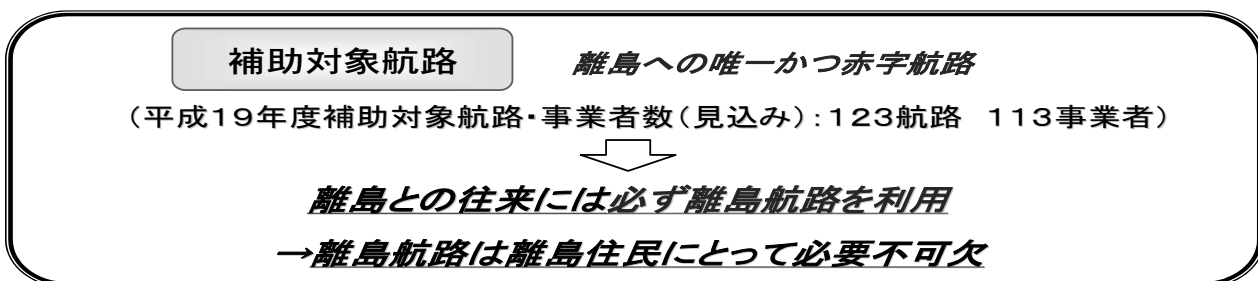 補助対象航路 離島への唯一かつ赤字航路
(平成19年度補助対象航路・事業者数(見込み):123航路 113事業者)
離島との往来には必ず離島航路を利用
→離島航路は離島住民にとって必要不可欠